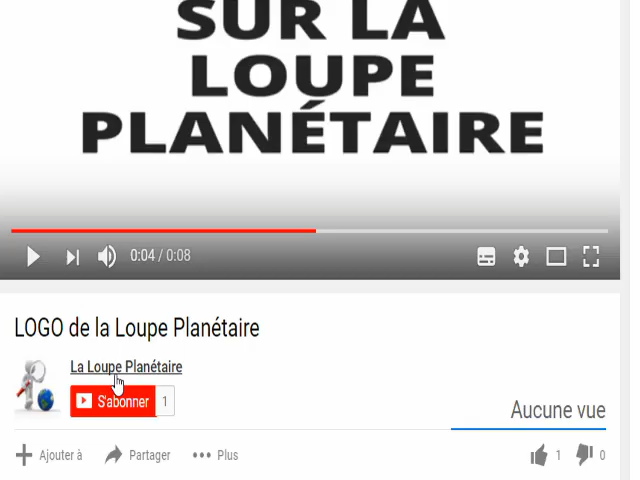 SUR LA
LOUPE
PLANÉTAIRE
0:04 / 0:08
LOGO de la Loupe Planétaire
La Loupe Planétaire
S'abonner 1
Aucune vue
Ajouter à Partager Plus 1 0